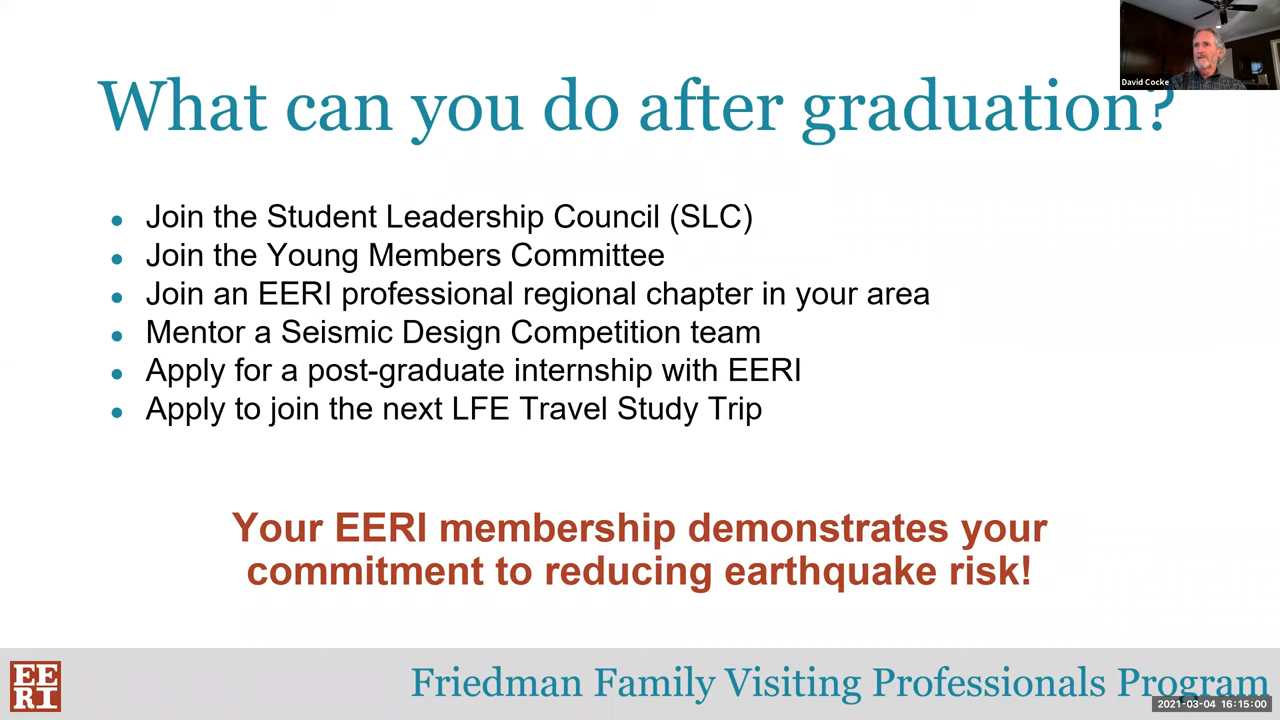 David Cocke
What can you do after graduation?
Join the Student Leadership Council (SLC)
Join the Young Members Committee
Join an EERI professional regional chapter in your area
Mentor a Seismic Design Competition team
Apply for a post-graduate internship with EERI
Apply to join the next LFE Travel Study Trip
Your EERI membership demonstrates your
commitment to reducing earthquake risk!
EE
RI
Friedman Family Visiting Professionals Program
2021-03-04 16:15:00